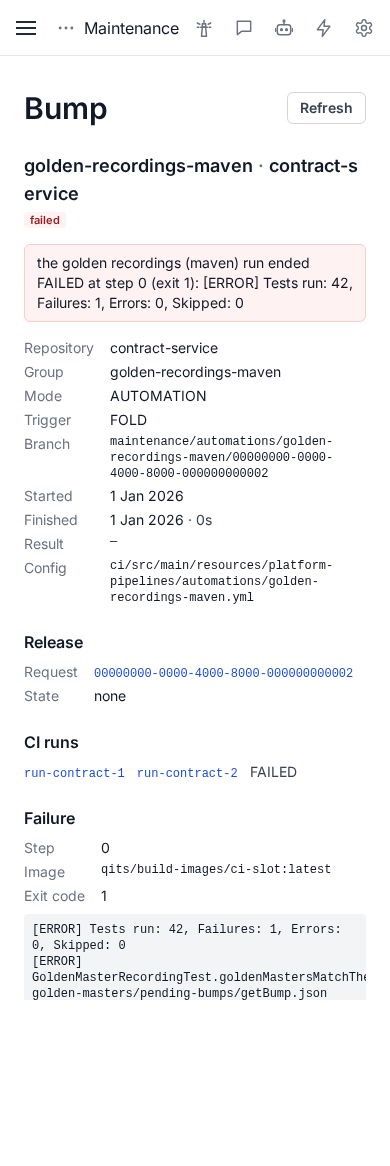 Maintenance
Bump
Refresh
golden-recordings-maven · contract-s
ervice
failed
the golden recordings (maven) run ended
FAILED at step 0 (exit 1): [ERROR] Tests run: 42,
Failures: 1, Errors: 0, Skipped: 0
Repository contract-service
Group golden-recordings-maven
Mode AUTOMATION
Trigger FOLD
Branch maintenance/automations/golden-
recordings-maven/00000000-0000-
4000-8000-000000000002
Started 1 Jan 2026
Finished 1 Jan 2026 · 0s
Result –
Config ci/src/main/resources/platform-
pipelines/automations/golden-
recordings-maven.yml
Release
Request 00000000-0000-4000-8000-000000000002
State none
CI runs
run-contract-1 run-contract-2 FAILED
Failure
Step 0
Image qits/build-images/ci-slot:latest
Exit code 1
[ERROR] Tests run: 42, Failures: 1, Errors:
0, Skipped: 0
[ERROR]
GoldenMasterRecordingTest.goldenMastersMatchThe
golden-masters/pending-bumps/getBump.json